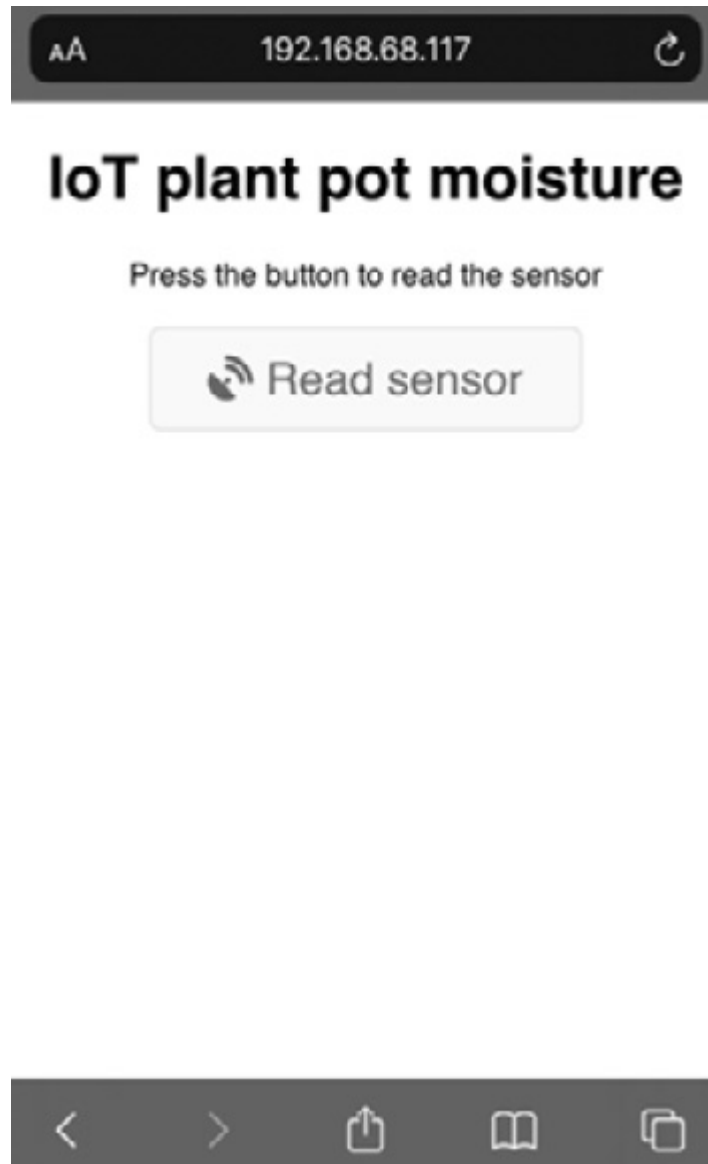 AA
192.168.68.117
IoT plant pot moisture
Press the button to read the sensor
Read sensor